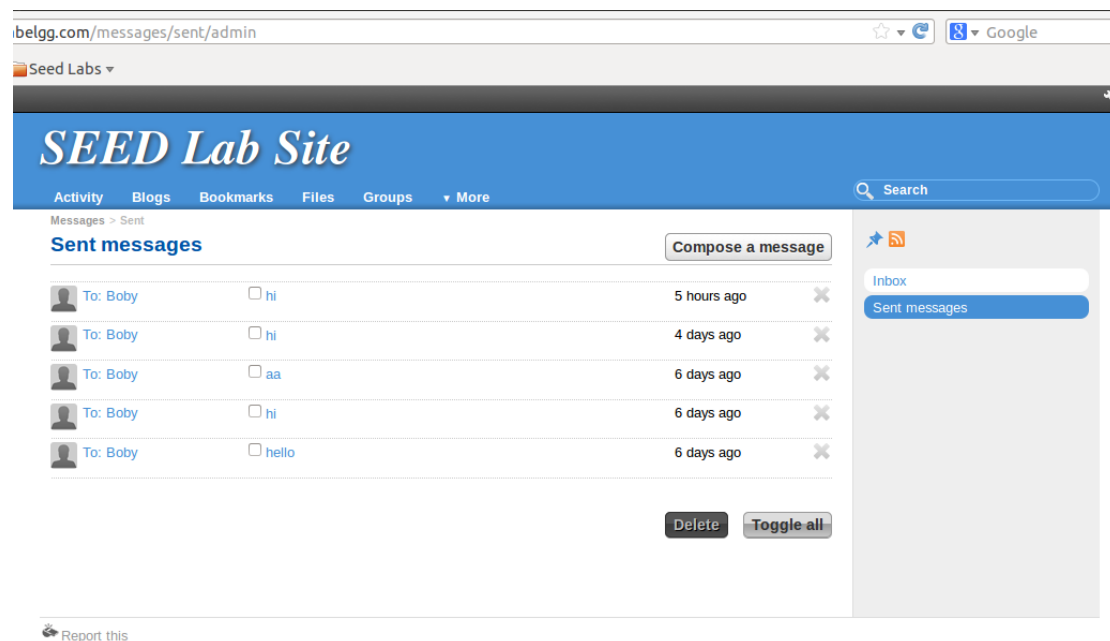 belgg.com/messages/sent/admin
Google
Seed Labs
SEED Lab Site
Activity Blogs Bookmarks Files Groups More
Search
Messages > Sent
Sent messages
Compose a message
Inbox
Sent messages
To: Boby hi 5 hours ago
To: Boby hi 4 days ago
To: Boby aa 6 days ago
To: Boby hi 6 days ago
To: Boby hello 6 days ago
Delete Toggle all
Report this